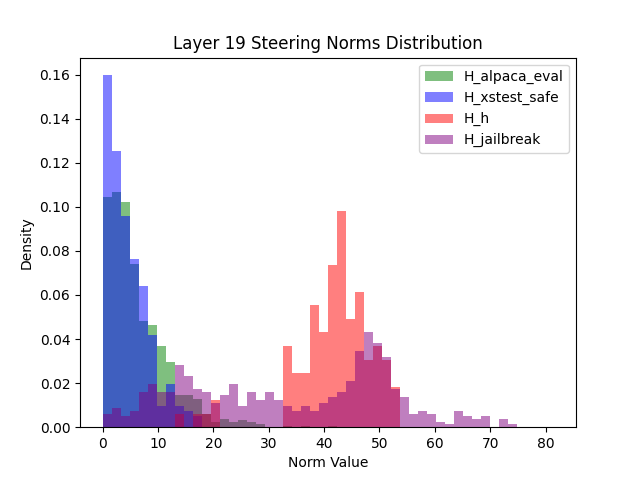 Layer 19 Steering Norms Distribution
H_alpaca_eval
H_xstest_safe
H_h
H_jailbreak
0.16
0.14
0.12
0.10
0.08
0.06
0.04
0.02
0.00
Density
0 10 20 30 40 50 60 70 80
Norm Value